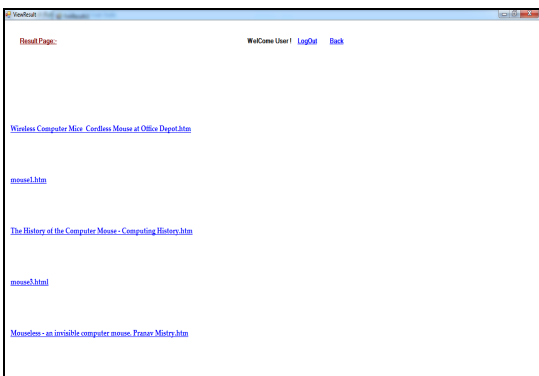 ViewResult
Result Page:-
WelCome User ! LogOut Back
Wireless Computer Mice Cordless Mouse at Office Depot.htm
mouse1.htm
The History of the Computer Mouse - Computing History.htm
mouse3.html
Mouseless - an invisible computer mouse. Pranav Mistry.htm